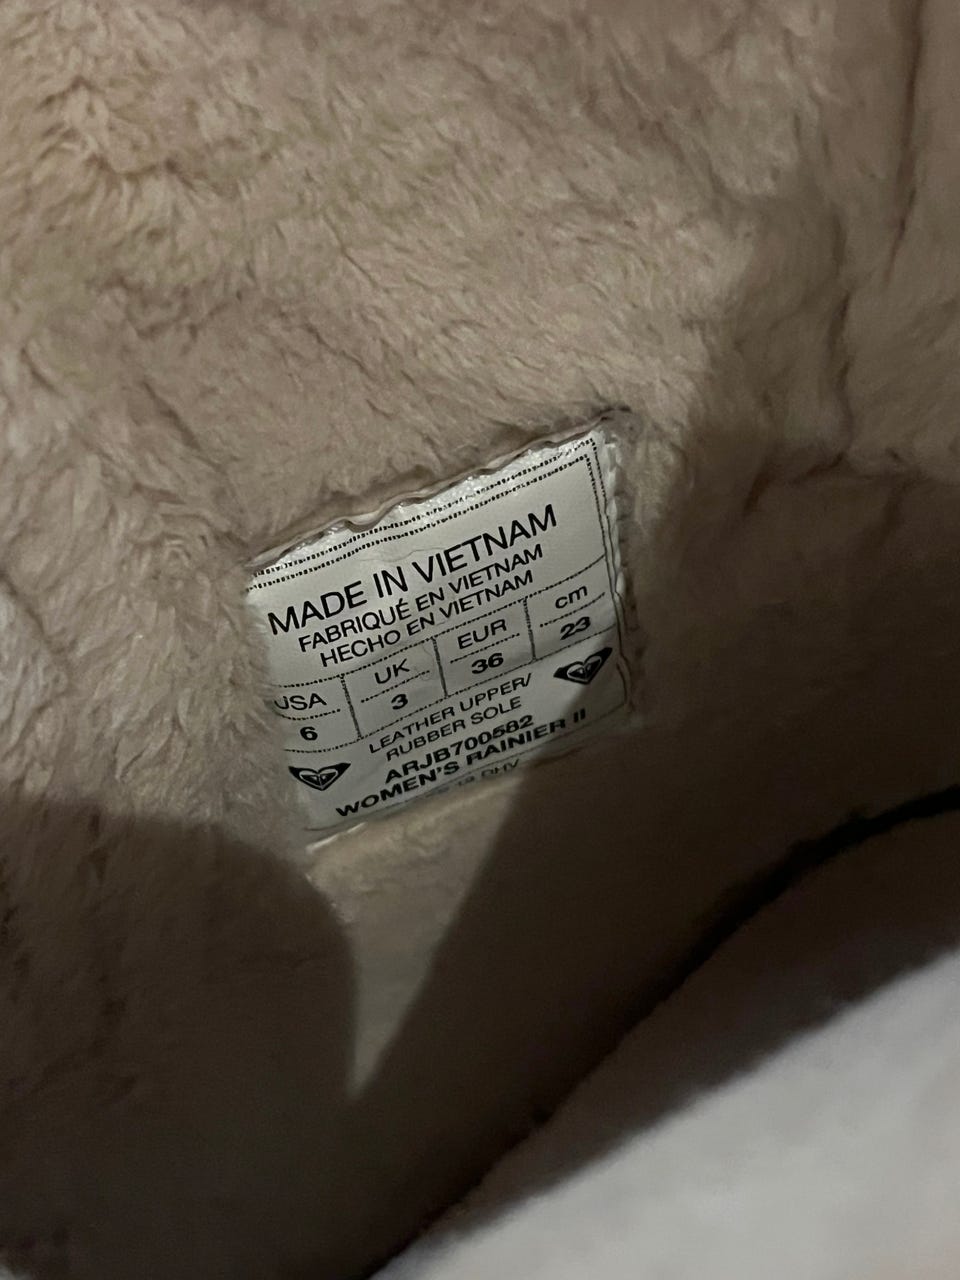 MADE IN VIETNAM
FABRIQUÉ EN VIETNAM
HECHO EN VIETNAM
USA UK EUR cm
6 3 36 23
LEATHER UPPER/
RUBBER SOLE
ARJB700582
WOMEN'S RAINIER II